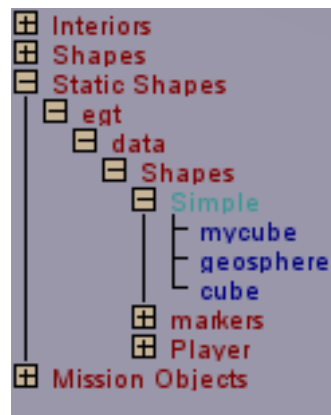 Interiors
Shapes
Static Shapes
egt
data
Shapes
Simple
mycube
geosphere
cube
markers
Player
Mission Objects